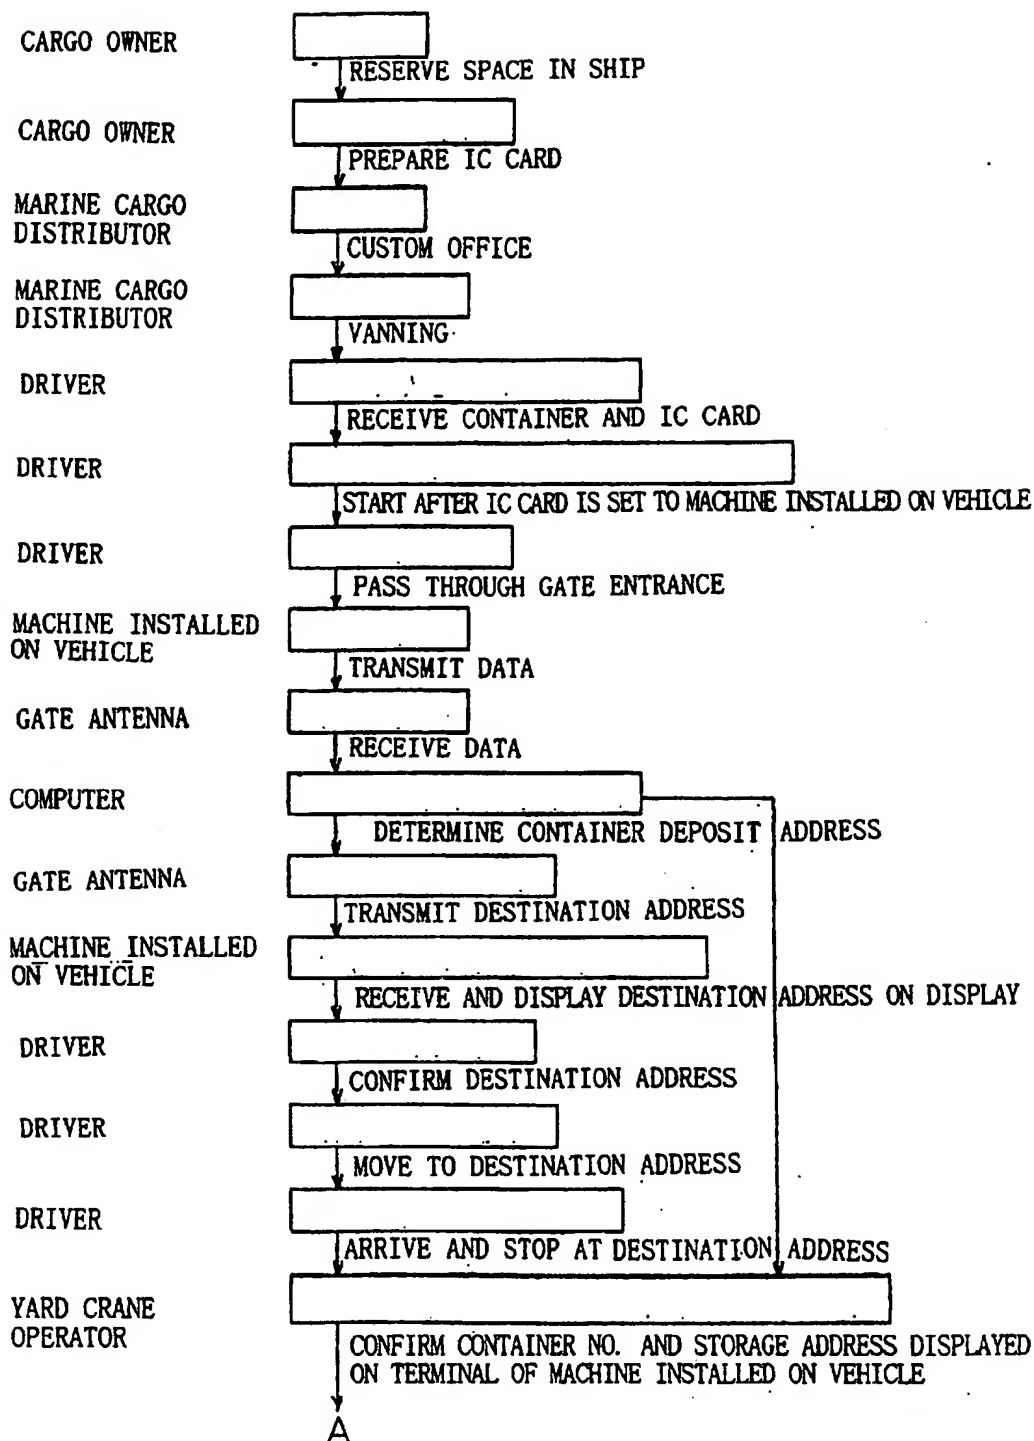 CARGO OWNER
RESERVE SPACE IN SHIP
CARGO OWNER
PREPARE IC CARD
MARINE CARGO
DISTRIBUTOR
CUSTOM OFFICE
MARINE CARGO
DISTRIBUTOR
VANNING
DRIVER
RECEIVE CONTAINER AND IC CARD
DRIVER
START AFTER IC CARD IS SET TO MACHINE INSTALLED ON VEHICLE
DRIVER
PASS THROUGH GATE ENTRANCE
MACHINE INSTALLED
ON VEHICLE
TRANSMIT DATA
GATE ANTENNA
RECEIVE DATA
COMPUTER
DETERMINE CONTAINER DEPOSIT ADDRESS
GATE ANTENNA
TRANSMIT DESTINATION ADDRESS
MACHINE INSTALLED
ON VEHICLE
RECEIVE AND DISPLAY DESTINATION ADDRESS ON DISPLAY
DRIVER
CONFIRM DESTINATION ADDRESS
DRIVER
MOVE TO DESTINATION ADDRESS
DRIVER
ARRIVE AND STOP AT DESTINATION ADDRESS
YARD CRANE
OPERATOR
CONFIRM CONTAINER NO. AND STORAGE ADDRESS DISPLAYED
ON TERMINAL OF MACHINE INSTALLED ON VEHICLE
A